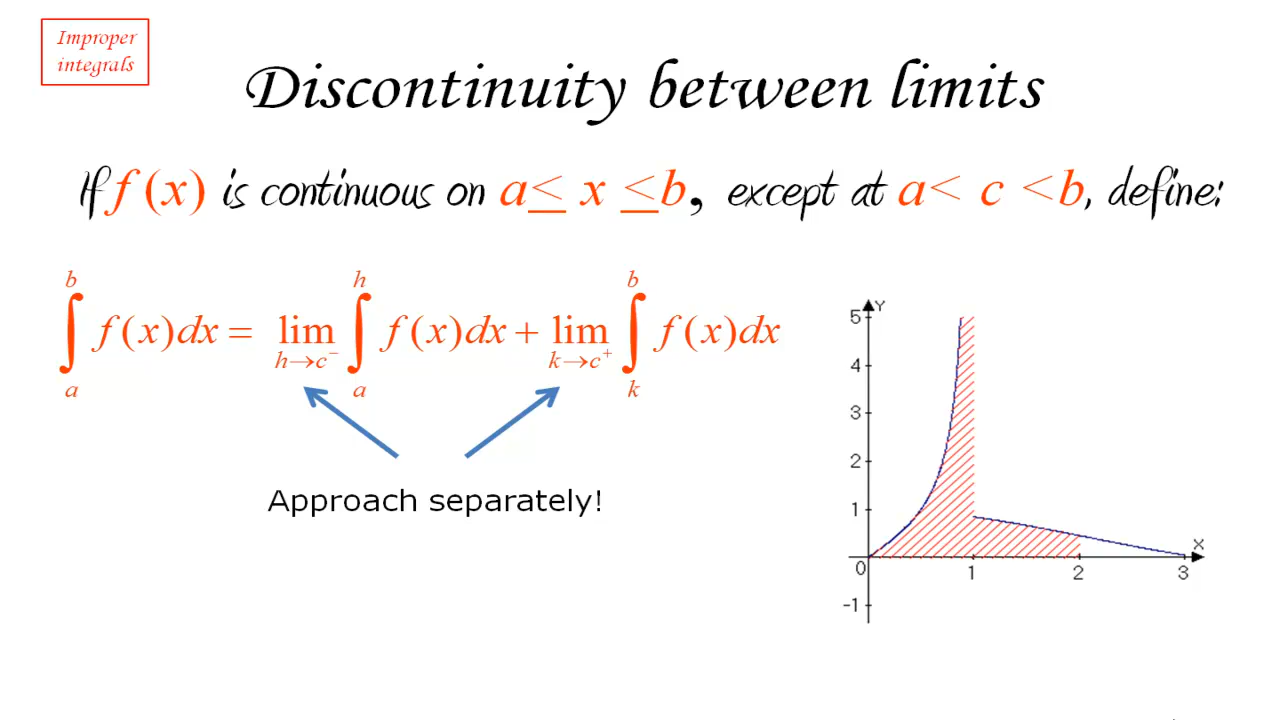 Improper
integrals
Discontinuity between limits
If f (x) is continuous on a≤ x ≤b, except at a< c <b, define:
∫_a^b f(x)dx = lim_{h→c⁻} ∫_a^h f(x)dx + lim_{k→c⁺} ∫_k^b f(x)dx
Approach separately!
Y
5
4
3
2
1
0
-1
1 2 3
X